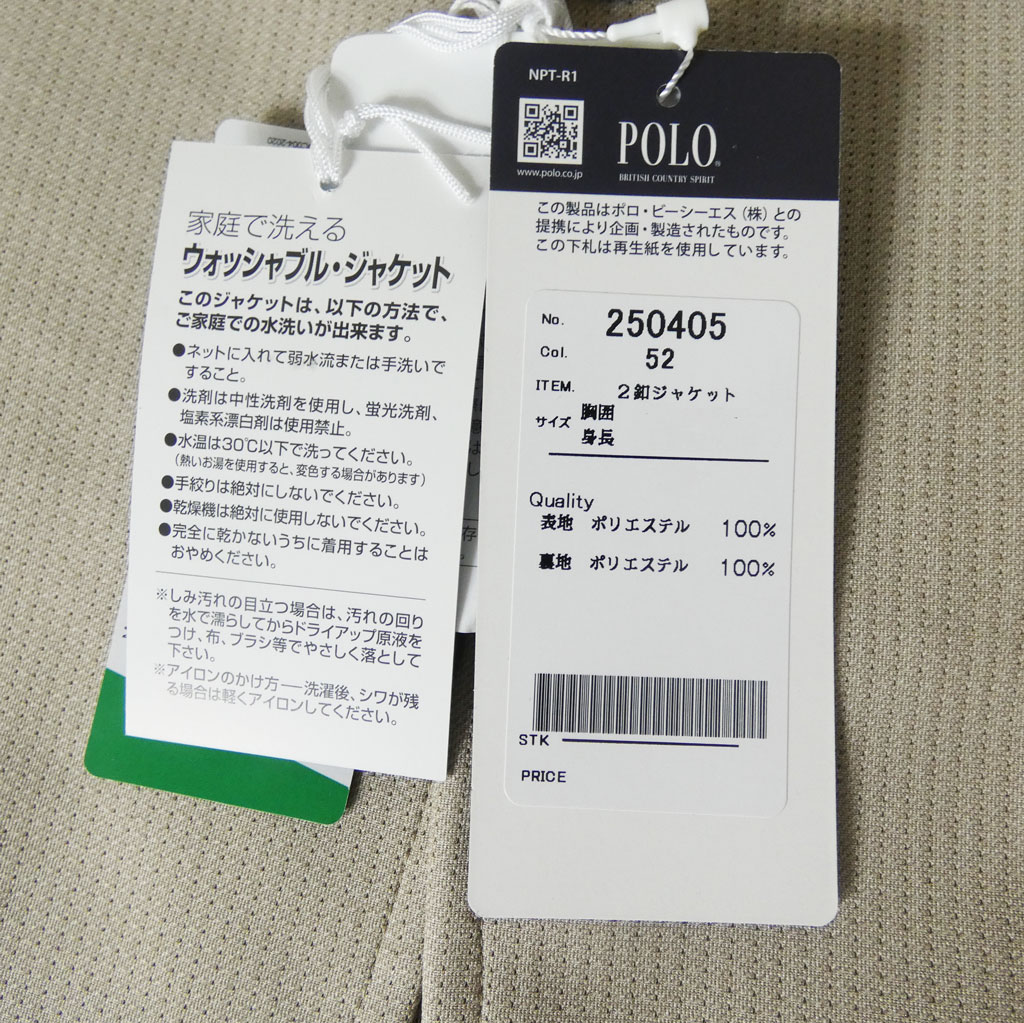 家庭で洗える
ウォッシャブル・ジャケット
このジャケットは、以下の方法で、
ご家庭での水洗いが出来ます。
●ネットに入れて弱水流または手洗いで
すること。
●洗剤は中性洗剤を使用し、蛍光洗剤、
塩素系漂白剤は使用禁止。
●水温は30℃以下で洗ってください。
(熱いお湯を使用すると、変色する場合があります)
●手絞りは絶対にしないでください。
●乾燥機は絶対に使用しないでください。
●完全に乾かないうちに着用することは
おやめください。
※しみ汚れの目立つ場合は、汚れの回り
を水で濡らしてからドライアップ原液を
つけ、布、ブラシ等でやさしく落として
下さい。
※アイロンのかけ方──洗濯後、シワが残
る場合は軽くアイロンしてください。
NPT-R1
www.polo.co.jp
POLO®
BRITISH COUNTRY SPIRIT
この製品はポロ・ビーシーエス(株)との
提携により企画・製造されたものです。
この下札は再生紙を使用しています。
No. 250405
Col. 52
ITEM. 2釦ジャケット
サイズ 胸囲
身長
Quality
表地 ポリエステル 100%
裏地 ポリエステル 100%
STK
PRICE